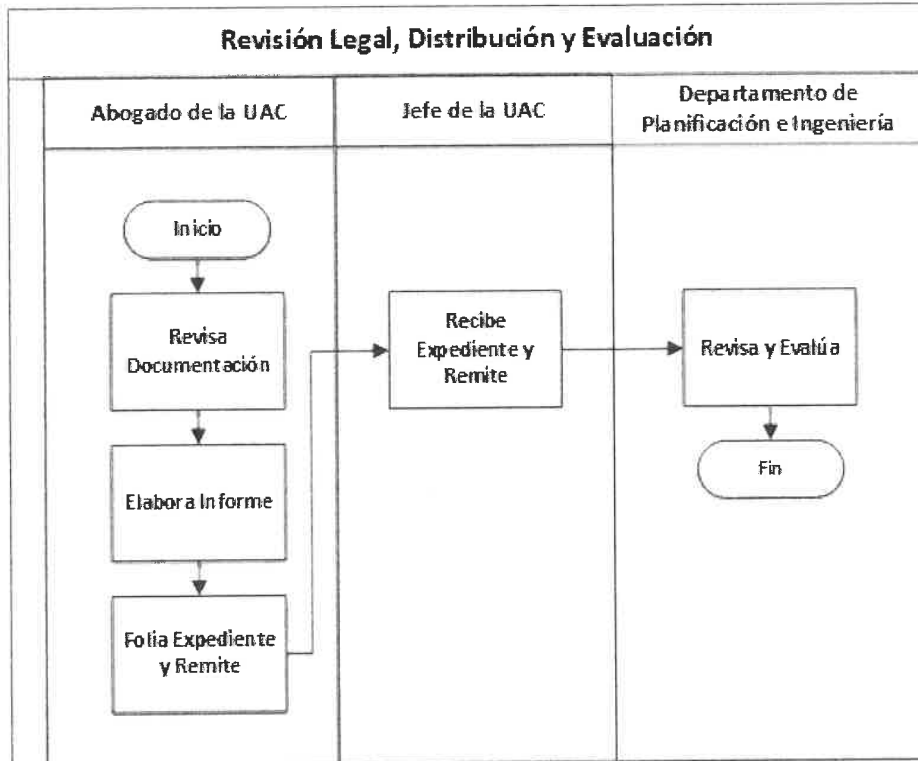 Revisión Legal, Distribución y Evaluación
Abogado de la UAC
Jefe de la UAC
Departamento de
Planificación e Ingeniería
Inicio
Revisa
Documentación
Elabora Informe
Folia Expediente
y Remite
Recibe
Expediente y
Remite
Revisa y Evalúa
Fin